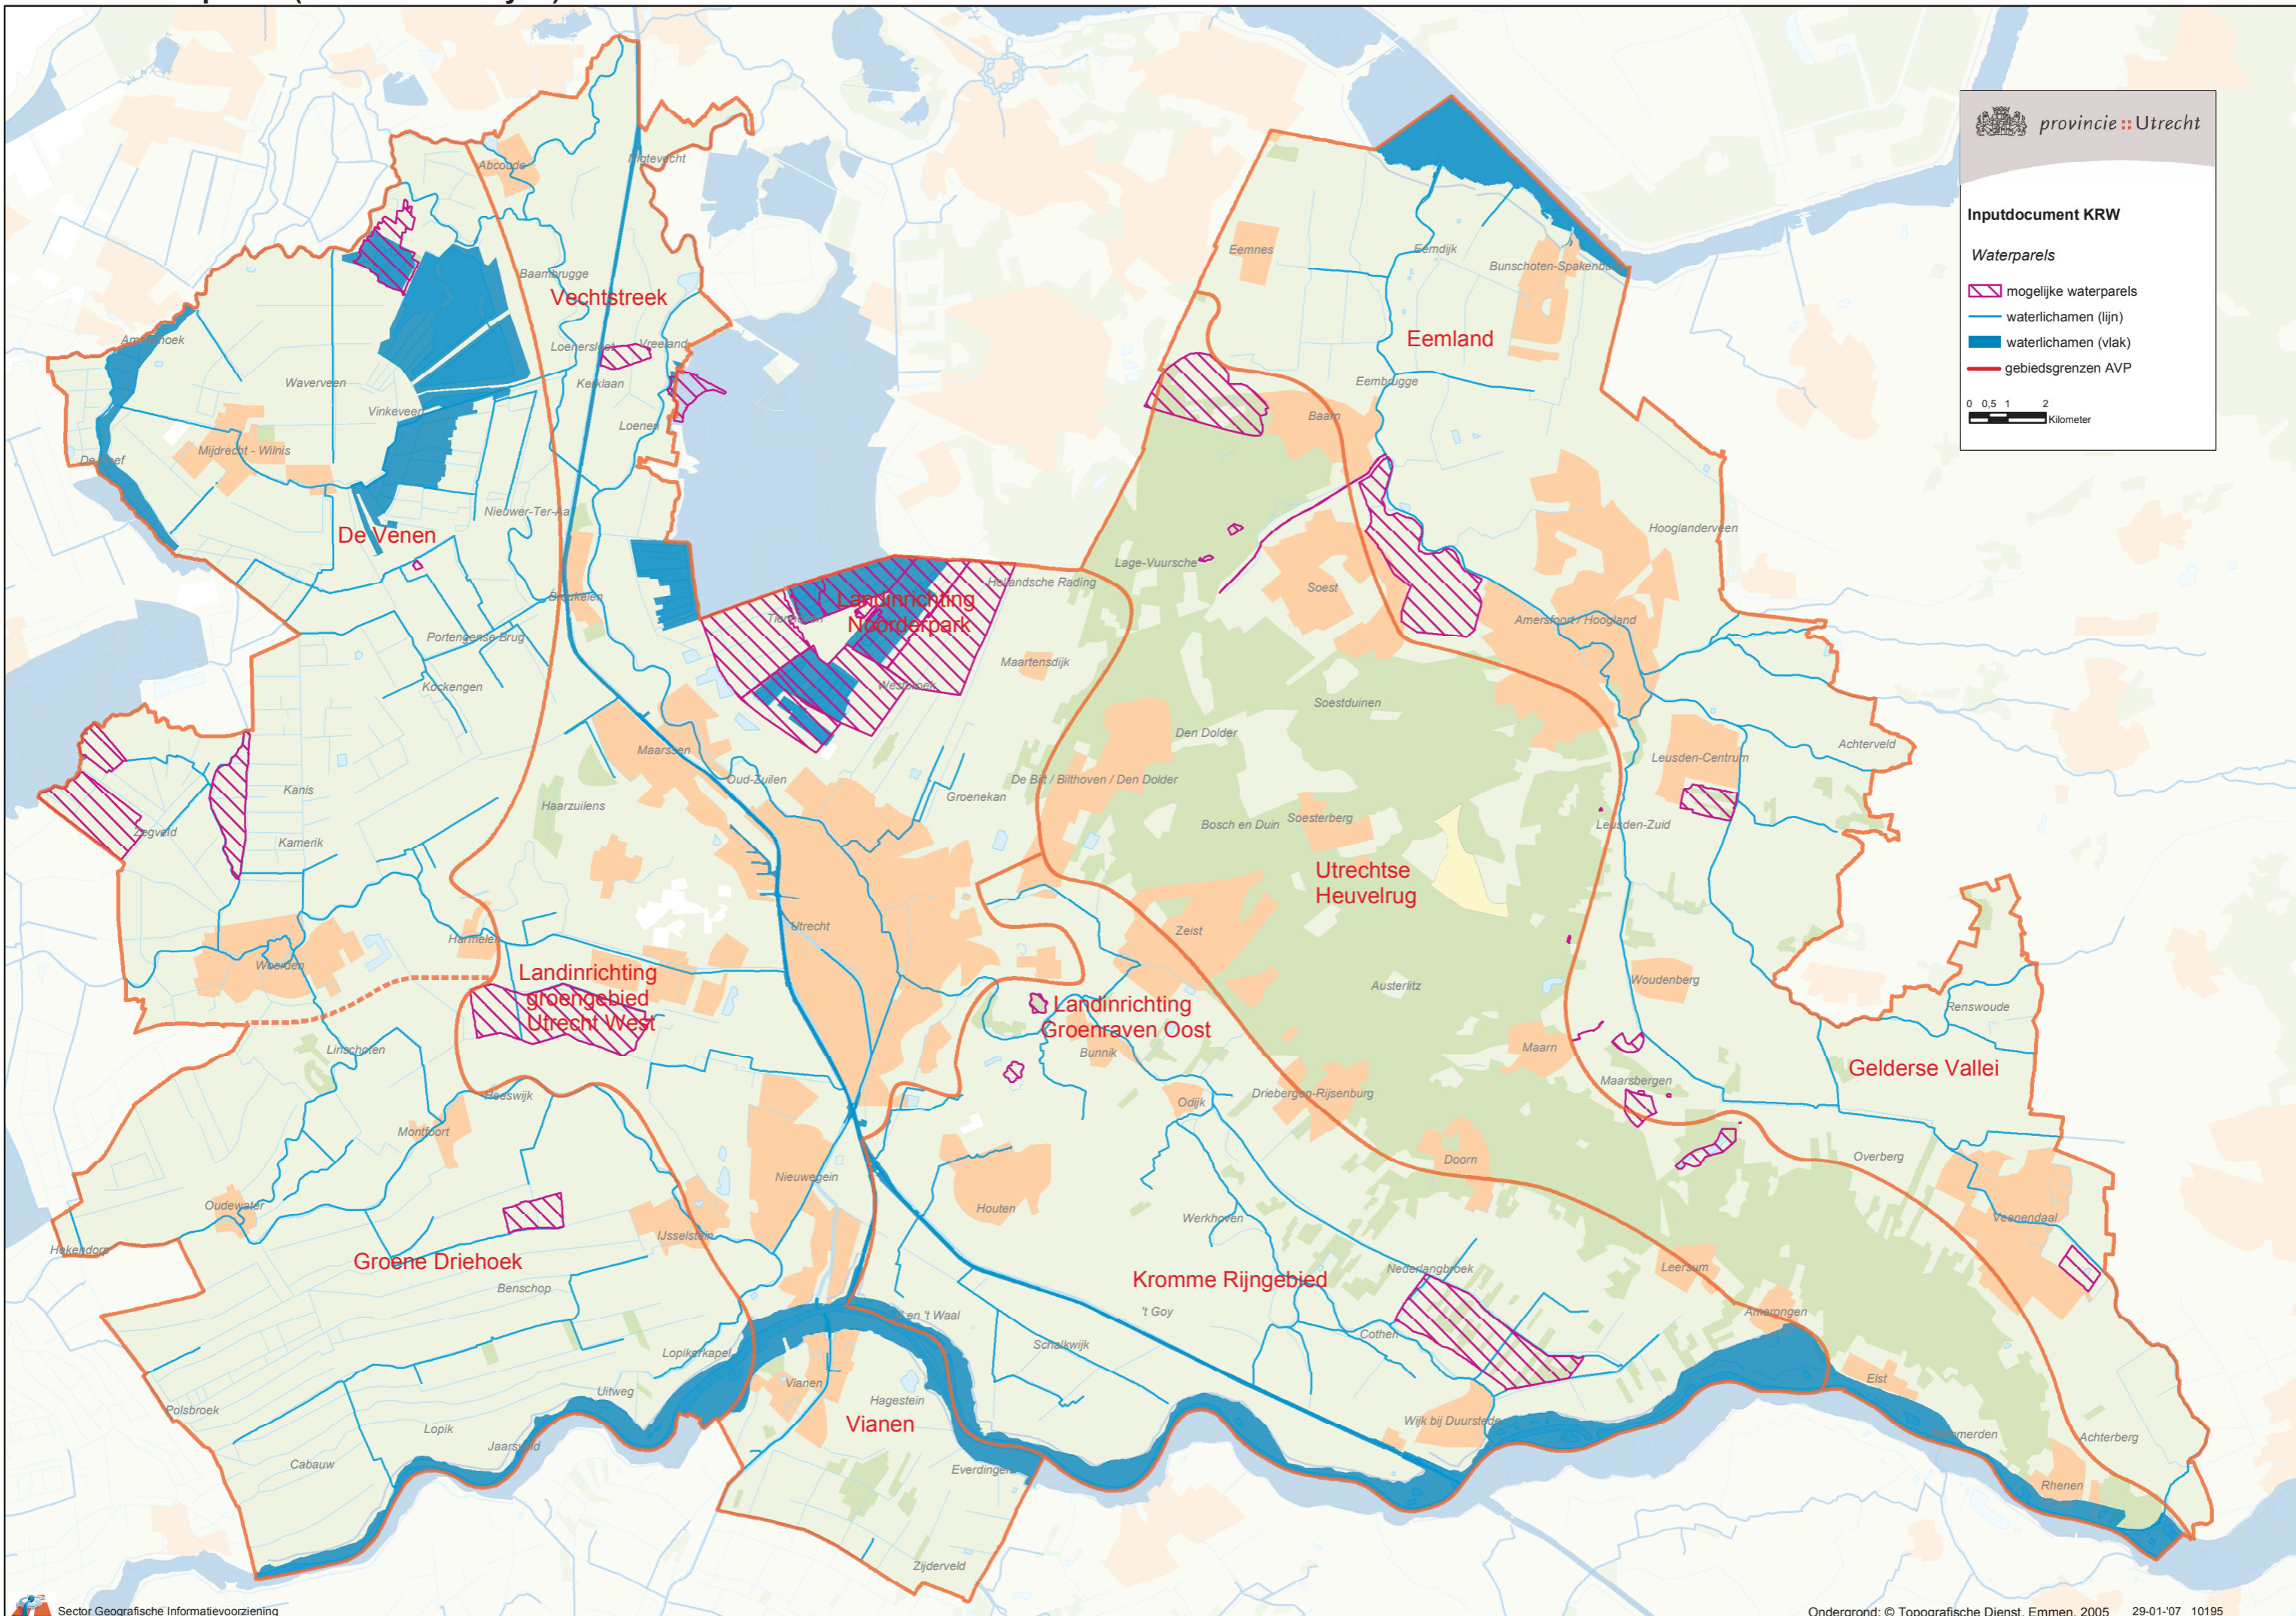 provincie::Utrecht
Inputdocument KRW
Waterparels
mogelijke waterparels
waterlichamen (lijn)
waterlichamen (vlak)
gebiedsgrenzen AVP
0 0,5 1 2
Kilometer
Abcoude
Nigtevecht
Baambrugge
Vechtstreek
Eemnes
Eemdijk
Bunschoten-Spakenburg
Eemland
Amstelhoek
Loenersloot
Vreeland
Waverveen
Kerklaan
Vinkeveen
Loenen
Eembrugge
Baarn
Mijdrecht - Wilnis
De Hoef
Nieuwer-Ter-Aa
De Venen
Hooglanderveen
Lage-Vuursche
Hollandsche Rading
Soest
Breukelen
Landinrichting
Noorderpark
Tienhoven
Amersfoort / Hoogland
Portengense Brug
Maartensdijk
Kockengen
Westbroek
Soestduinen
Den Dolder
Maarssen
Achterveld
Leusden-Centrum
Oud-Zuilen
De Bilt / Bilthoven / Den Dolder
Kanis
Groenekan
Haarzuilens
Zegveld
Kamerik
Bosch en Duin
Soesterberg
Leusden-Zuid
Utrechtse
Heuvelrug
Utrecht
Zeist
Harmelen
Woerden
Landinrichting
groengebied
Utrecht West
Austerlitz
Woudenberg
Renswoude
Landinrichting
Groenraven Oost
Bunnik
Linschoten
Maarn
Gelderse Vallei
Maarsbergen
Heeswijk
Driebergen-Rijsenburg
Odijk
Montfoort
Doorn
Overberg
Nieuwegein
Oudewater
Houten
Werkhoven
Veenendaal
IJsselstein
Hekendorp
Groene Driehoek
Benschop
Kromme Rijngebied
Nederlangbroek
Leersum
't Goy
Amerongen
en 't Waal
Cothen
Schalkwijk
Lopikerkapel
Vianen
Elst
Uitweg
Hagestein
Polsbroek
Vianen
Wijk bij Duurstede
Lopik
Jaarsveld
Achterberg
Cabauw
Everdingen
Rhenen
Zijderveld
Sector Geografische Informatievoorziening
Ondergrond: © Topografische Dienst, Emmen, 2005 29-01-'07 10195